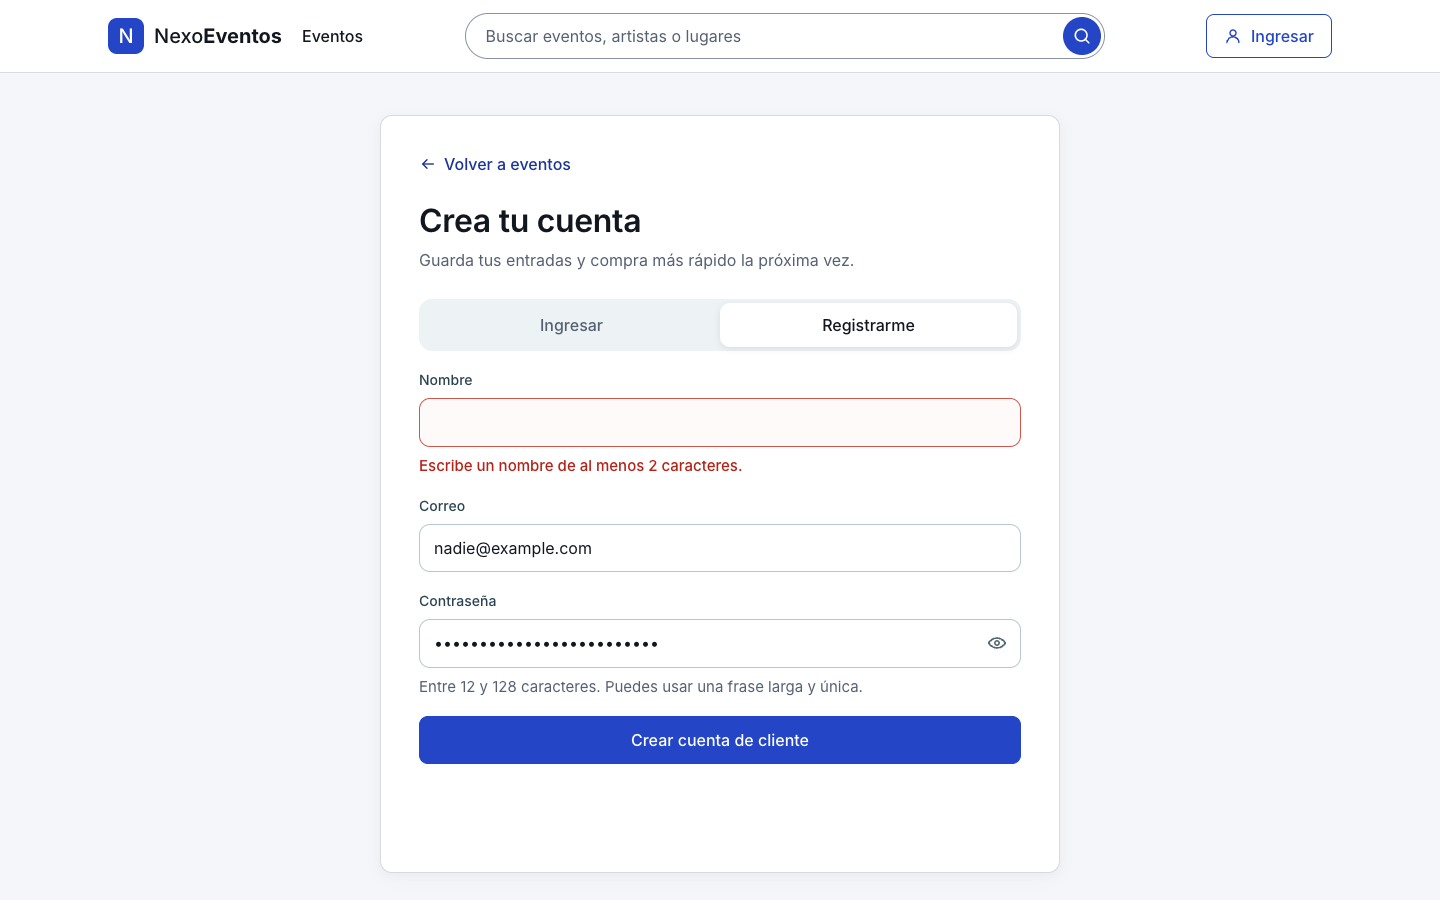 N NexoEventos Eventos Buscar eventos, artistas o lugares Ingresar
← Volver a eventos
Crea tu cuenta
Guarda tus entradas y compra más rápido la próxima vez.
Ingresar Registrarme
Nombre
Escribe un nombre de al menos 2 caracteres.
Correo
nadie@example.com
Contraseña
•••••••••••••••••••••••••
Entre 12 y 128 caracteres. Puedes usar una frase larga y única.
Crear cuenta de cliente